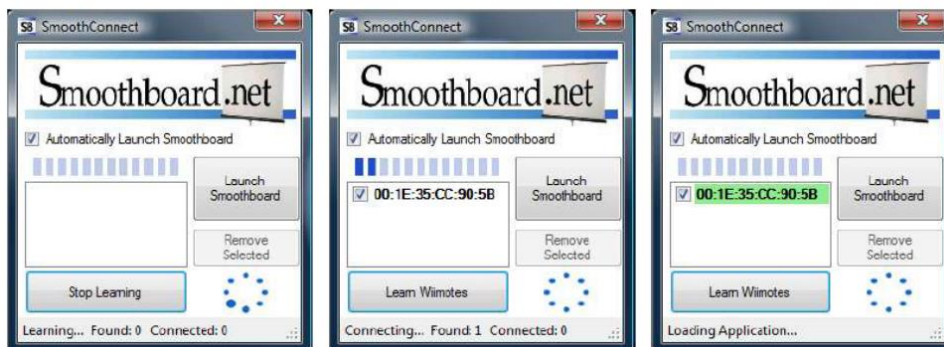 SB SmoothConnect
Smoothboard.net
Automatically Launch Smoothboard
Launch
Smoothboard
Remove
Selected
Stop Learning
Learning... Found: 0 Connected: 0
SB SmoothConnect
Smoothboard.net
Automatically Launch Smoothboard
00:1E:35:CC:90:5B
Launch
Smoothboard
Remove
Selected
Learn Wiimotes
Connecting... Found: 1 Connected: 0
SB SmoothConnect
Smoothboard.net
Automatically Launch Smoothboard
00:1E:35:CC:90:5B
Launch
Smoothboard
Remove
Selected
Learn Wiimotes
Loading Application...